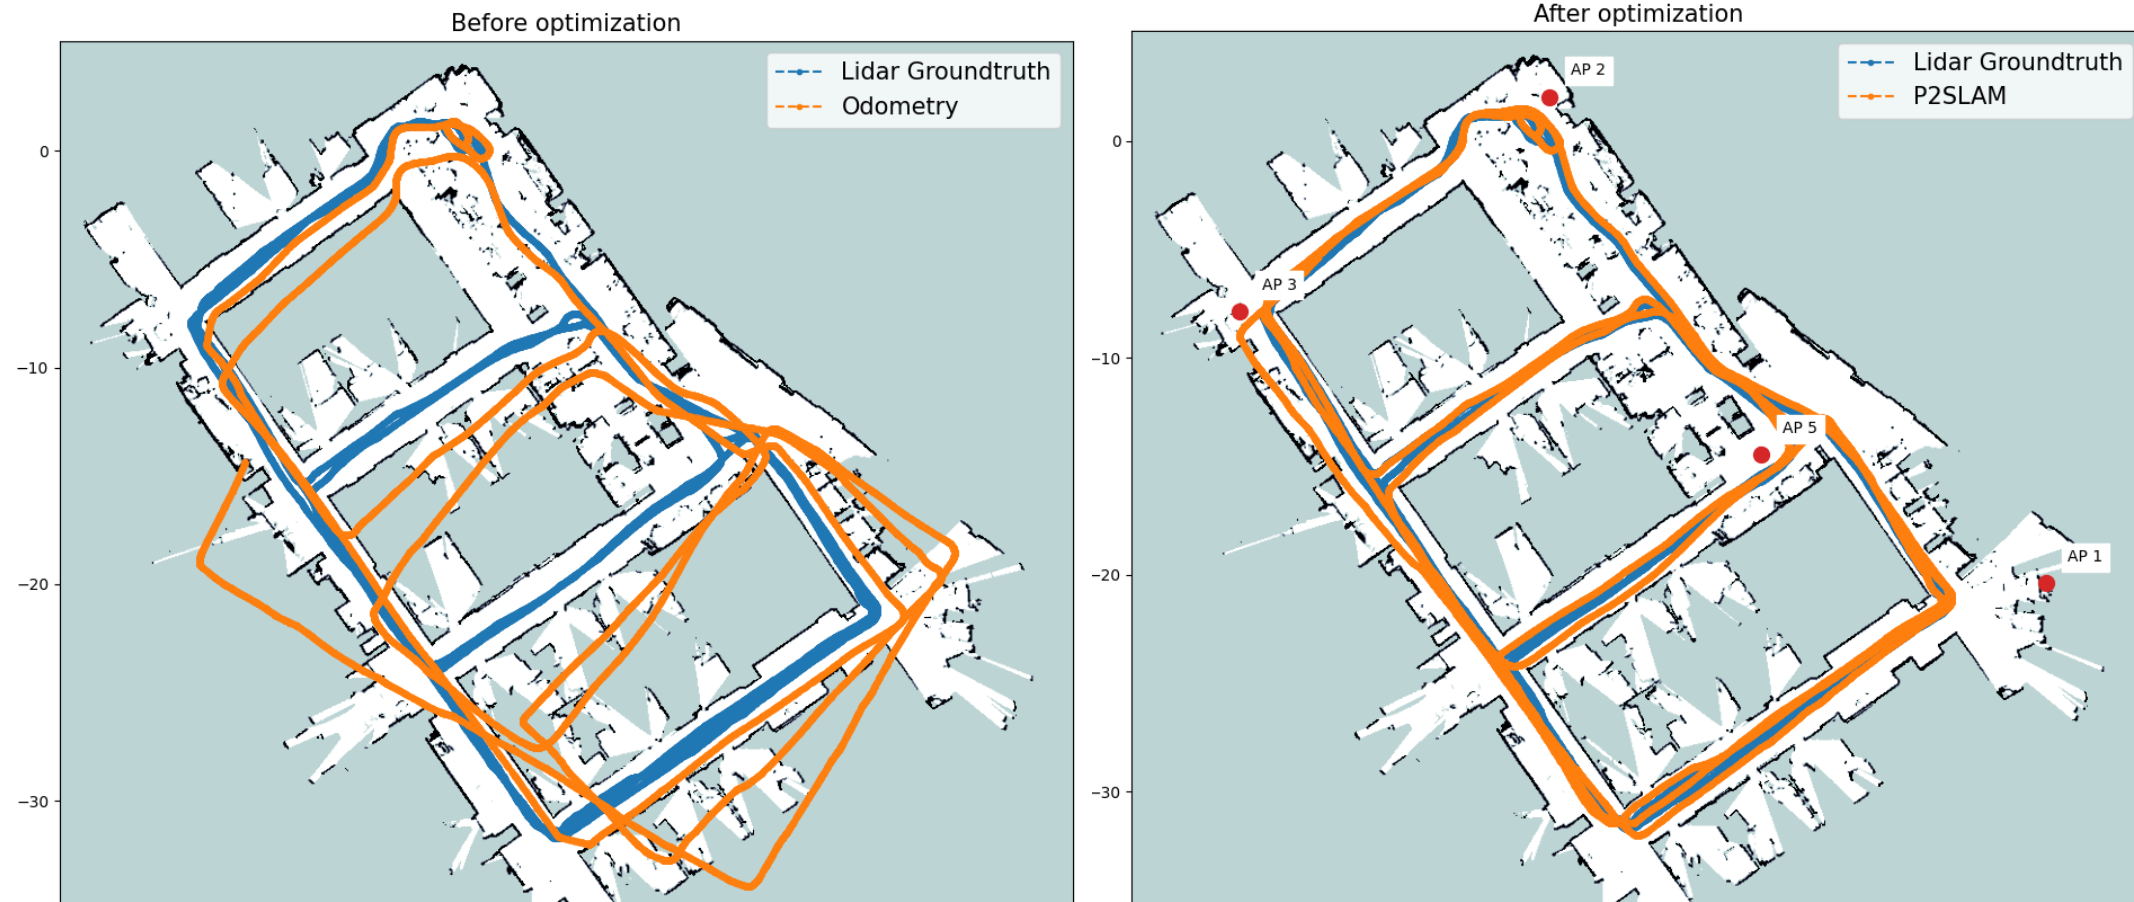 Before optimization
Lidar Groundtruth
Odometry
0
−10
−20
−30
After optimization
Lidar Groundtruth
P2SLAM
AP 2
0
AP 3
−10
AP 5
AP 1
−20
−30